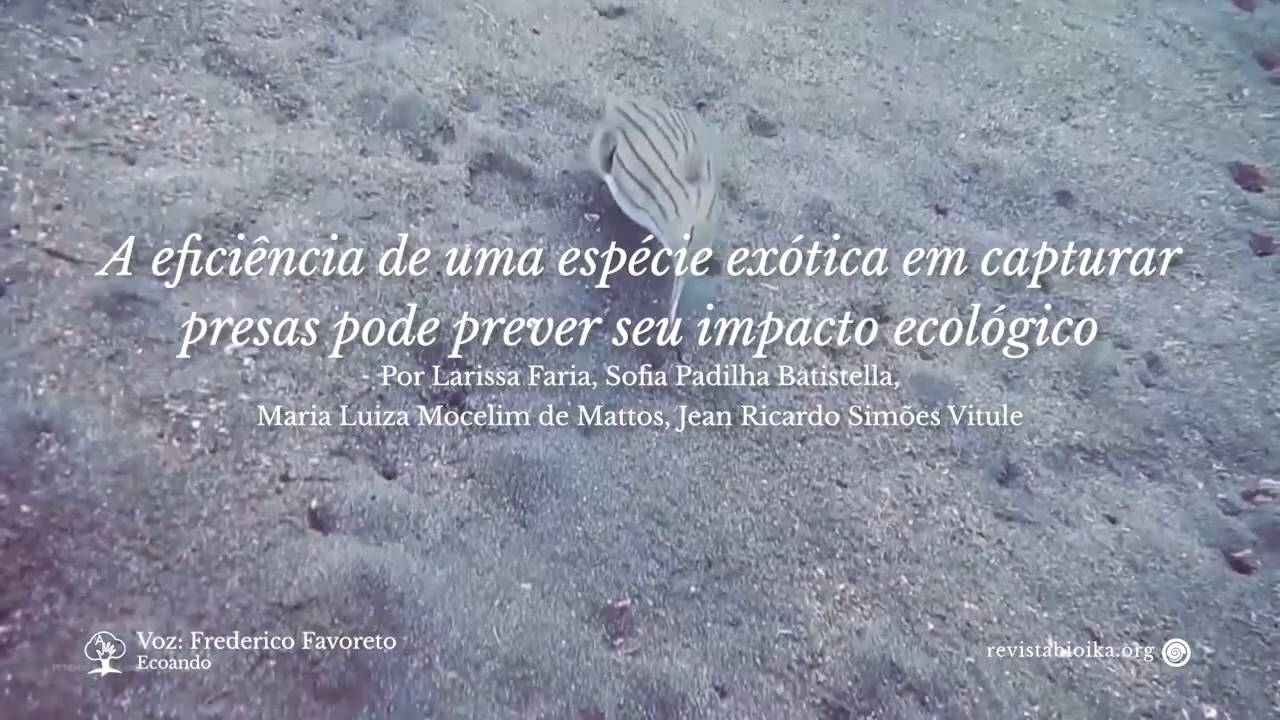 A eficiência de uma espécie exótica em capturar
presas pode prever seu impacto ecológico
- Por Larissa Faria, Sofia Padilha Batistella,
Maria Luiza Mocelim de Mattos, Jean Ricardo Simões Vitule
Voz: Frederico Favoreto
Ecoando
revistabioika.org